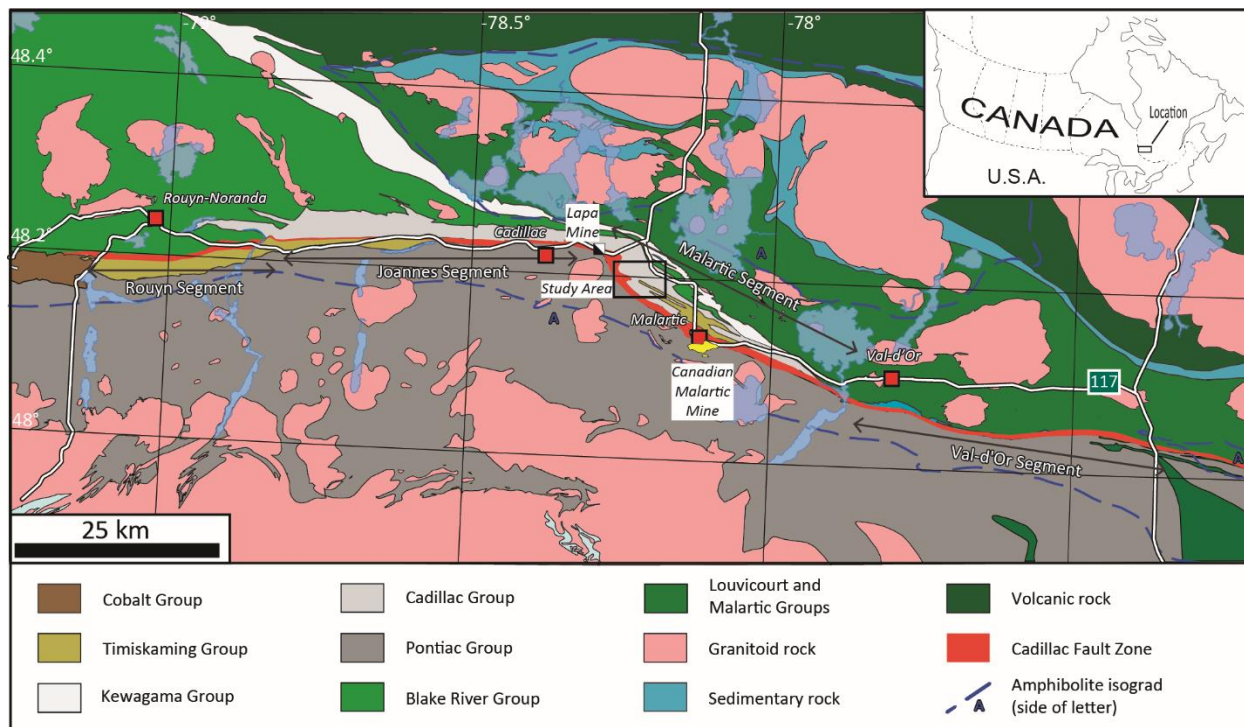 -79°
-78.5°
-78°
48.4°
CANADA
Location
U.S.A.
Rouyn-Noranda
Lapa
Mine
48.2°
Cadillac
A
Malartic Segment
Joannes Segment
Rouyn Segment
Study Area
A
Malartic
Val-d'Or
Canadian
Malartic
Mine
117
48°
Val-d'Or Segment
A
A
25 km
Cobalt Group
Cadillac Group
Louvicourt and
Malartic Groups
Volcanic rock
Timiskaming Group
Pontiac Group
Granitoid rock
Cadillac Fault Zone
Kewagama Group
Blake River Group
Sedimentary rock
Amphibolite isograd
(side of letter)
A